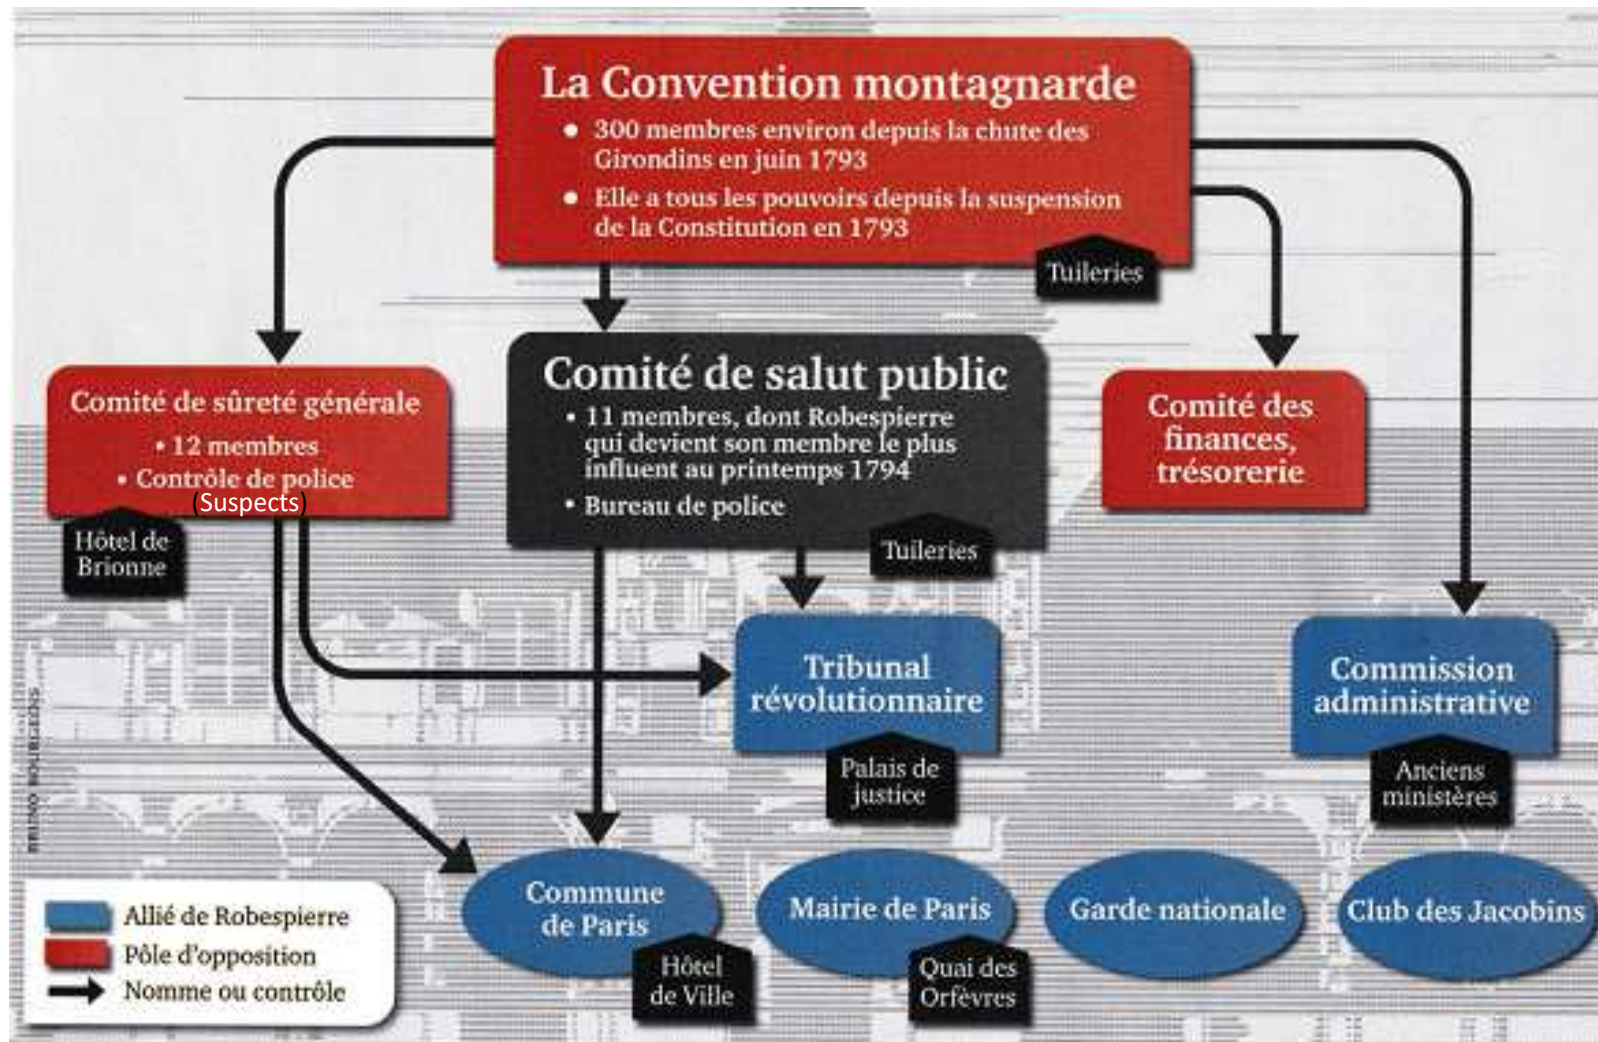 La Convention montagnarde
• 300 membres environ depuis la chute des
Girondins en juin 1793
• Elle a tous les pouvoirs depuis la suspension
de la Constitution en 1793
Tuileries
Comité de sûreté générale
• 12 membres
• Contrôle de police
(Suspects)
Hôtel de
Brionne
Comité de salut public
• 11 membres, dont Robespierre
qui devient son membre le plus
influent au printemps 1794
• Bureau de police
Tuileries
Comité des
finances,
trésorerie
Tribunal
révolutionnaire
Palais de
justice
Commission
administrative
Anciens
ministères
Commune
de Paris
Hôtel
de Ville
Mairie de Paris
Quai des
Orfèvres
Garde nationale
Club des Jacobins
Allié de Robespierre
Pôle d'opposition
Nomme ou contrôle
BRUNO BOURGEOIS